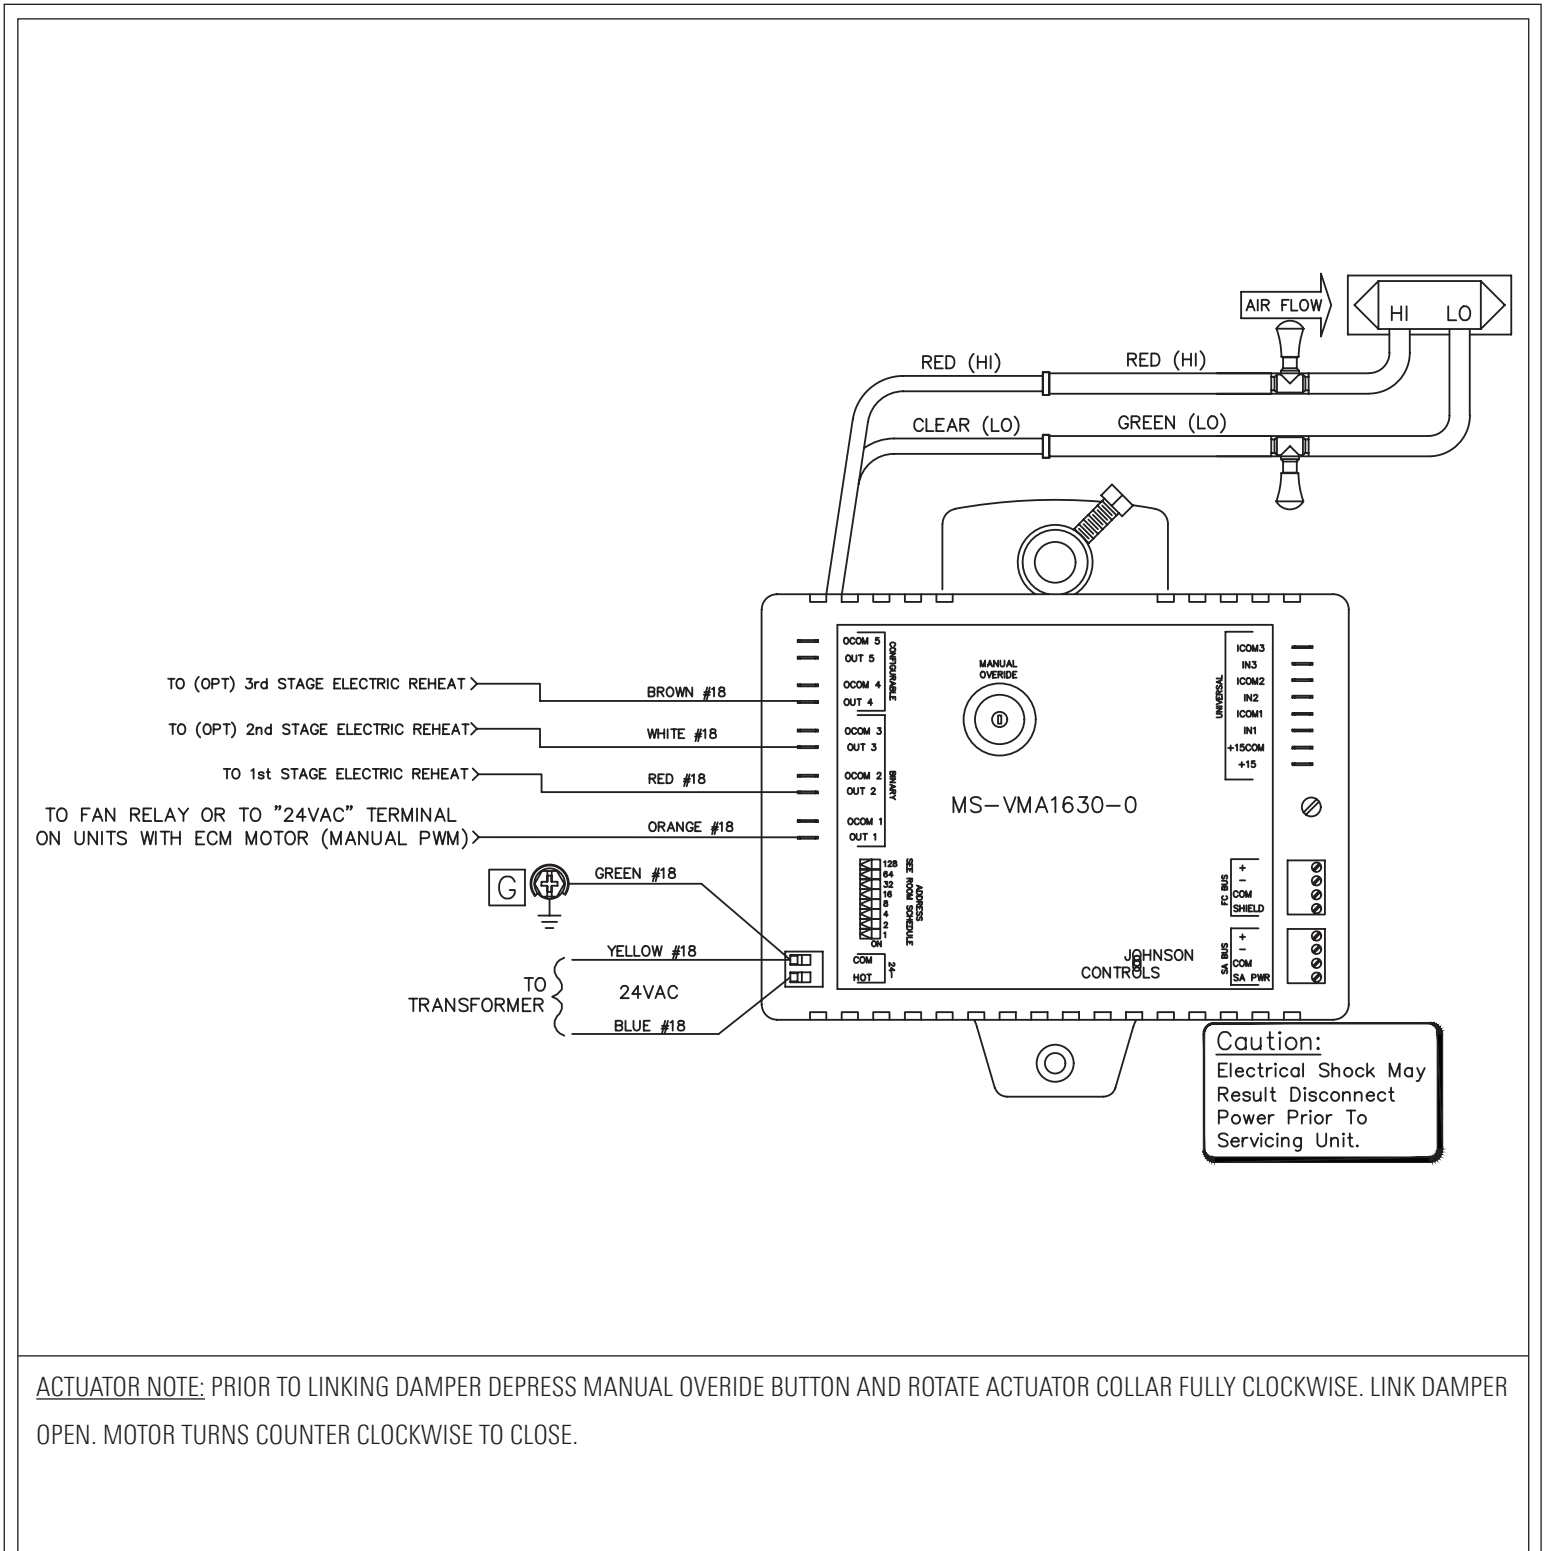 AIR FLOW
HI LO
RED (HI) RED (HI)
CLEAR (LO) GREEN (LO)
TO (OPT) 3rd STAGE ELECTRIC REHEAT
BROWN #18
TO (OPT) 2nd STAGE ELECTRIC REHEAT
WHITE #18
TO 1st STAGE ELECTRIC REHEAT
RED #18
TO FAN RELAY OR TO "24VAC" TERMINAL
ON UNITS WITH ECM MOTOR (MANUAL PWM)
ORANGE #18
G
GREEN #18
YELLOW #18
TO
TRANSFORMER
24VAC
BLUE #18
OCOM 5
OUT 5
OCOM 4
OUT 4
CONFIGURABLE
OCOM 3
OUT 3
OCOM 2
OUT 2
OCOM 1
OUT 1
BINARY
128
64
32
16
8
4
2
1
ON
ADDRESS
SEE ROOM SCHEDULE
COM
HOT
24~
MANUAL
OVERIDE
MS-VMA1630-0
JOHNSON
CONTROLS
UNIVERSAL
ICOM3
IN3
ICOM2
IN2
ICOM1
IN1
+15COM
+15
FC BUS
+
-
COM
SHIELD
SA BUS
+
-
COM
SA PWR
Caution:
Electrical Shock May
Result Disconnect
Power Prior To
Servicing Unit.
ACTUATOR NOTE: PRIOR TO LINKING DAMPER DEPRESS MANUAL OVERIDE BUTTON AND ROTATE ACTUATOR COLLAR FULLY CLOCKWISE. LINK DAMPER
OPEN. MOTOR TURNS COUNTER CLOCKWISE TO CLOSE.